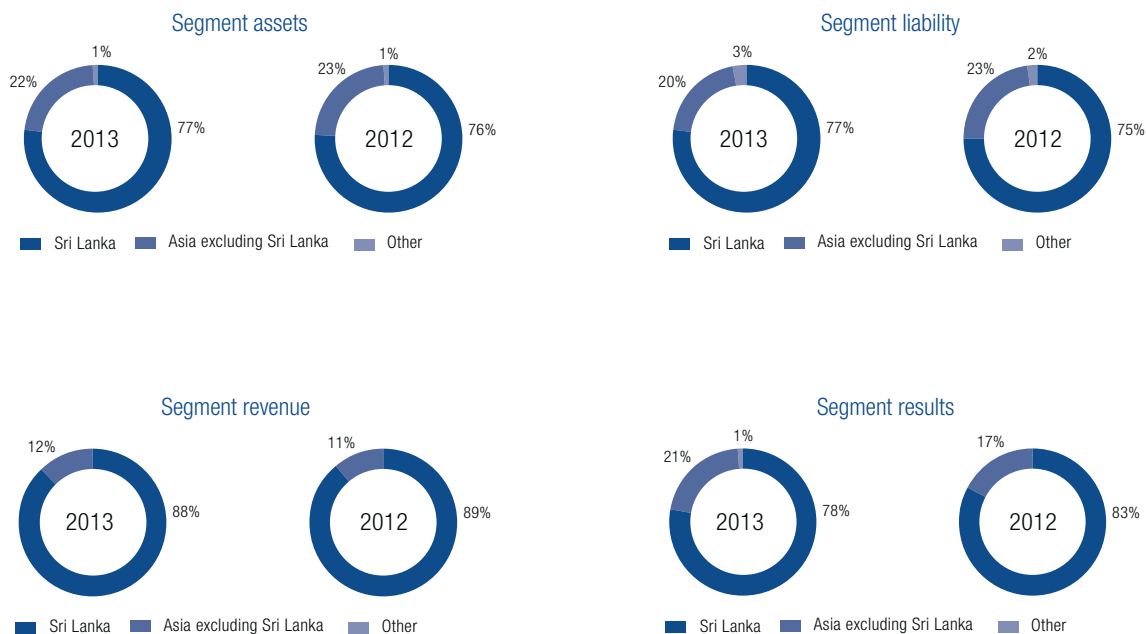 Segment assets
1%
22%
2013
77%
1%
23%
2012
76%
Sri Lanka
Asia excluding Sri Lanka
Other
Segment liability
3%
20%
2013
77%
2%
23%
2012
75%
Sri Lanka
Asia excluding Sri Lanka
Other
Segment revenue
12%
2013
88%
11%
2012
89%
Sri Lanka
Asia excluding Sri Lanka
Other
Segment results
1%
21%
2013
78%
17%
2012
83%
Sri Lanka
Asia excluding Sri Lanka
Other